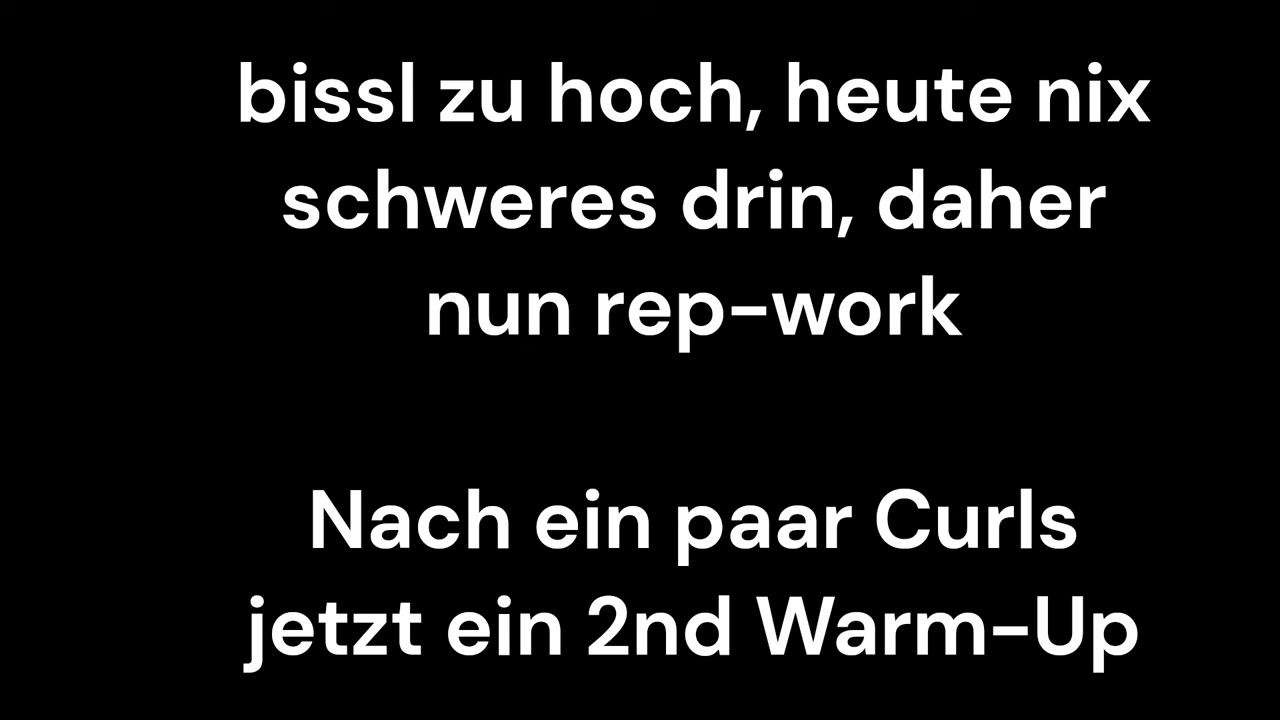 bissl zu hoch, heute nix
schweres drin, daher
nun rep-work
Nach ein paar Curls
jetzt ein 2nd Warm-Up